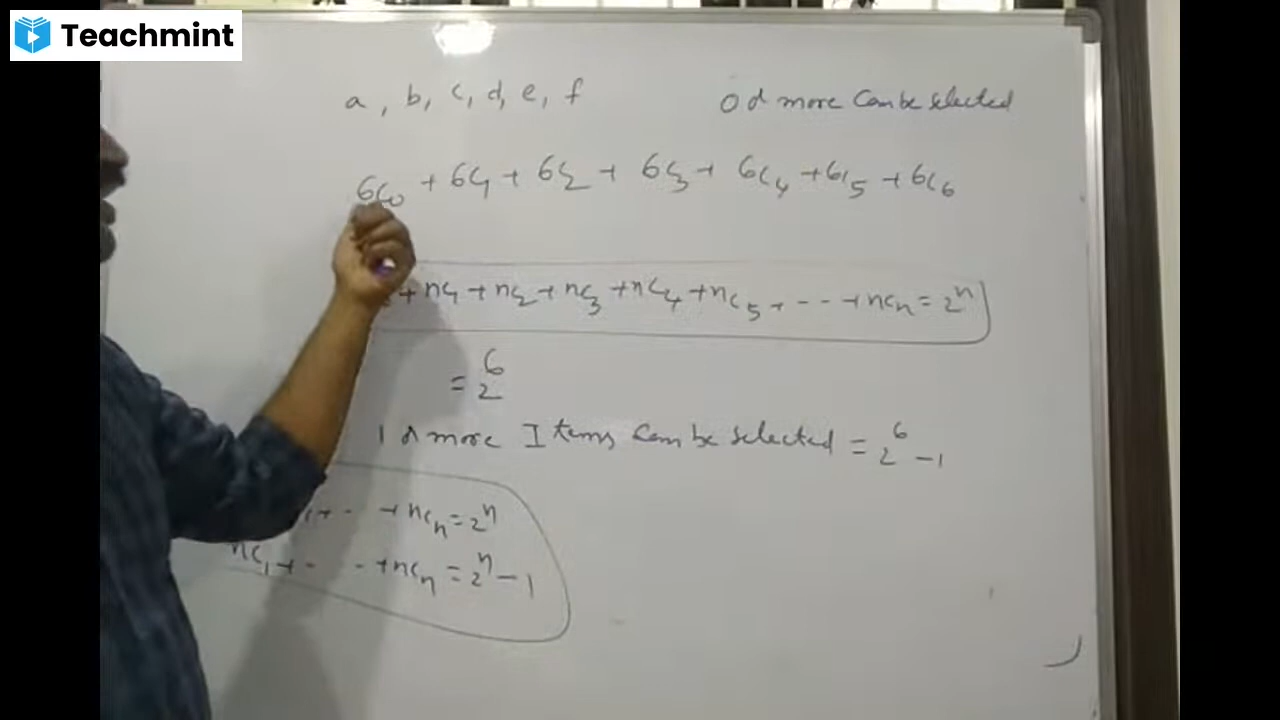 Teachmint
a, b, c, d, e, f
0 or more can be selected
6C0 + 6C1 + 6C2 + 6C3 + 6C4 + 6C5 + 6C6
+ nC1 + nC2 + nC3 + nC4 + nC5 + - - - + nCn = 2^n
= 2^6
1 or more Items can be selected = 2^6 - 1
+ - - + nCn = 2^n
nC1 + - - - + nCn = 2^n - 1